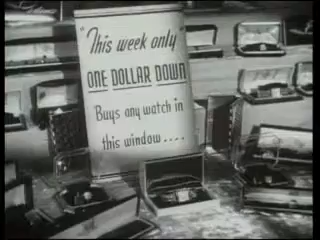 "This week only"
ONE DOLLAR DOWN
Buys any watch in
this window....